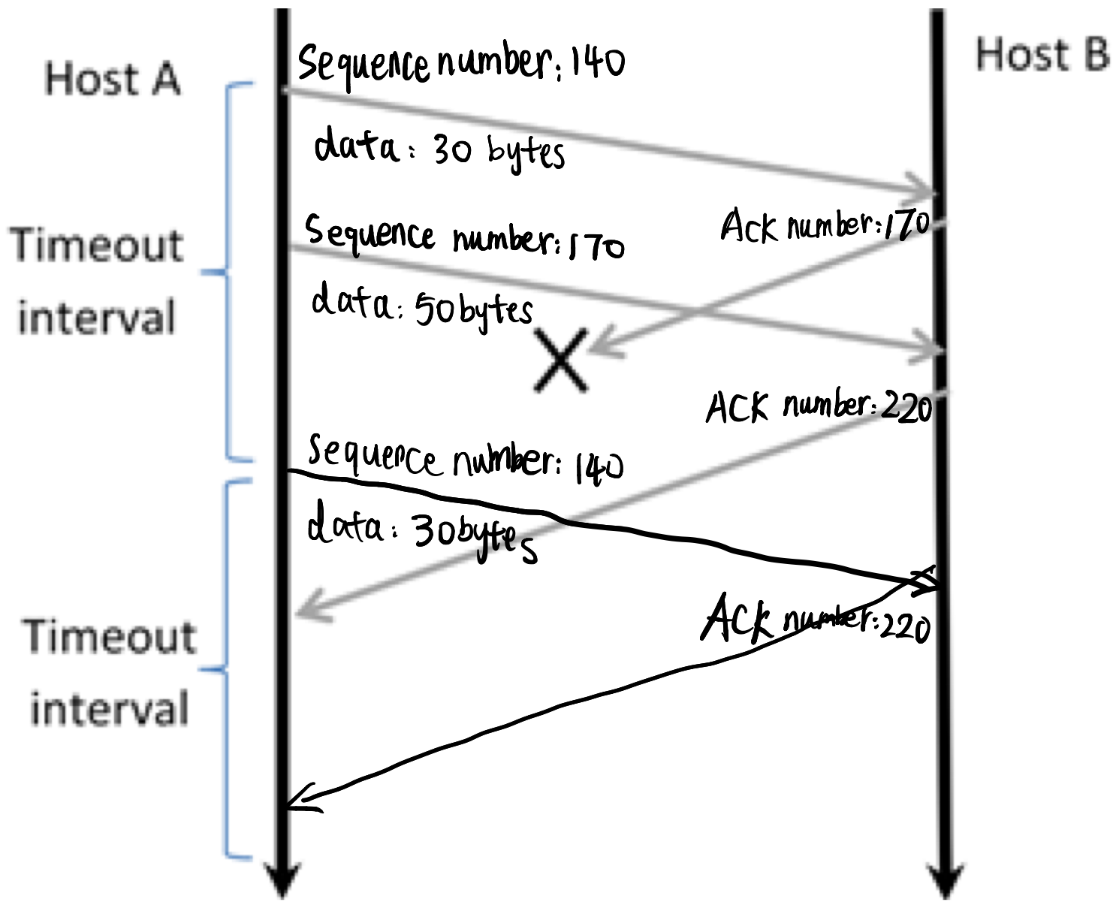 Host A
Host B
Sequence number: 140
data: 30 bytes
Ack number: 170
Sequence number: 170
data: 50 bytes
Timeout
interval
ACK number: 220
Sequence number: 140
data: 30 bytes
ACK number: 220
Timeout
interval